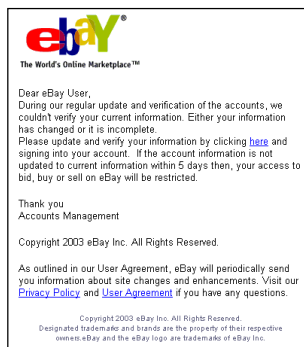 ebaY®
The World's Online Marketplace™
Dear eBay User,
During our regular update and verification of the accounts, we
couldn't verify your current information. Either your information
has changed or it is incomplete.
Please update and verify your information by clicking here and
signing into your account. If the account information is not
updated to current information within 5 days then, your access to
bid, buy or sell on eBay will be restricted.
Thank you
Accounts Management
Copyright 2003 eBay Inc. All Rights Reserved.
As outlined in our User Agreement, eBay will periodically send
you information about site changes and enhancements. Visit our
Privacy Policy and User Agreement if you have any questions.
Copyright 2003 eBay Inc. All Rights Reserved.
Designated trademarks and brands are the property of their respective
owners.eBay and the eBay logo are trademarks of eBay Inc.